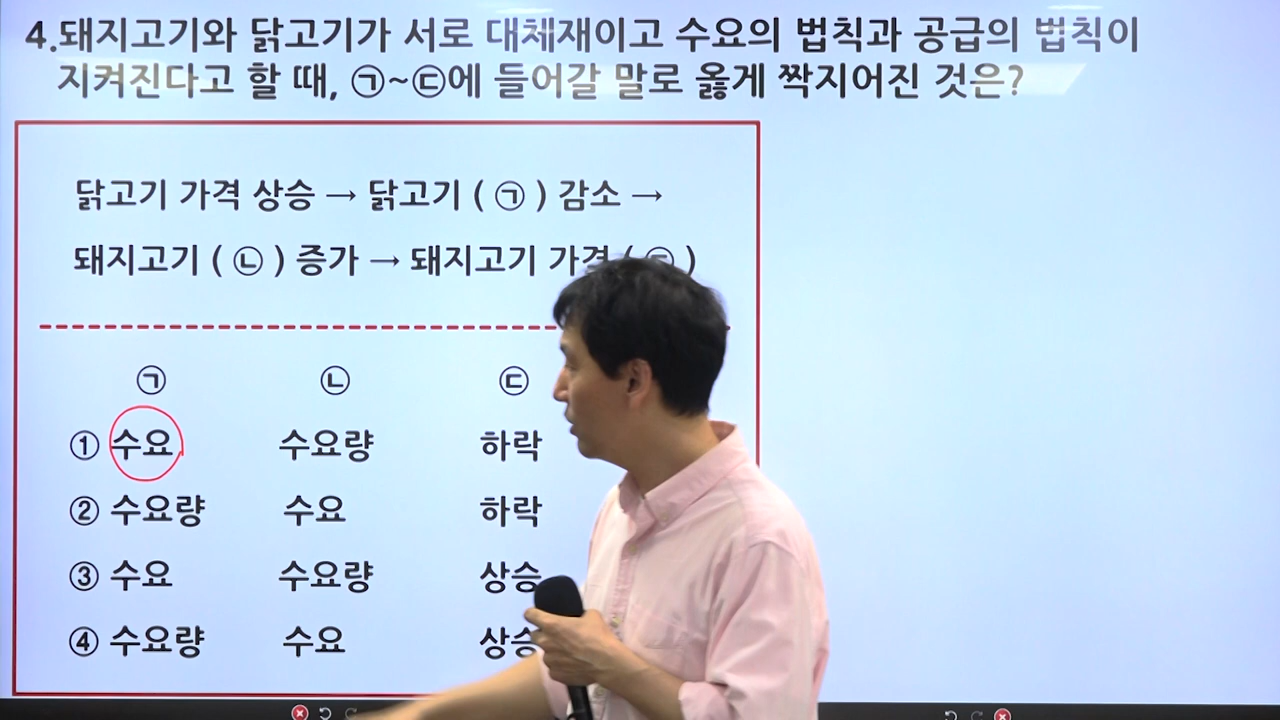 4.돼지고기와 닭고기가 서로 대체재이고 수요의 법칙과 공급의 법칙이
지켜진다고 할 때, ㉠~㉢에 들어갈 말로 옳게 짝지어진 것은?
닭고기 가격 상승 → 닭고기 ( ㉠ ) 감소 →
돼지고기 ( ㉡ ) 증가 → 돼지고기 가격 ( ㉢ )
㉠ ㉡ ㉢
① 수요 수요량 하락
② 수요량 수요 하락
③ 수요 수요량 상승
④ 수요량 수요 상승